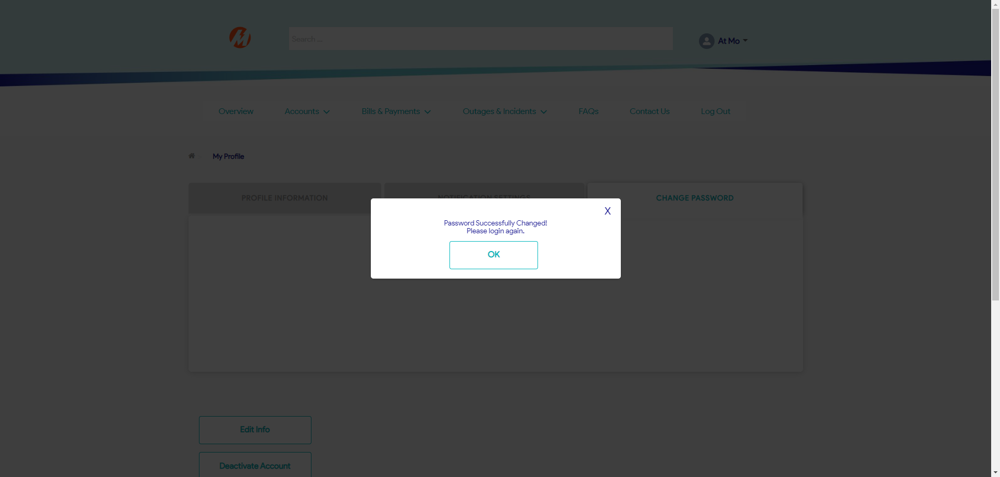 Search ...
At Mo
Overview
Accounts
Bills & Payments
Outages & Incidents
FAQs
Contact Us
Log Out
My Profile
PROFILE INFORMATION
NOTIFICATION SETTINGS
CHANGE PASSWORD
X
Password Successfully Changed!
Please login again.
OK
Edit Info
Deactivate Account